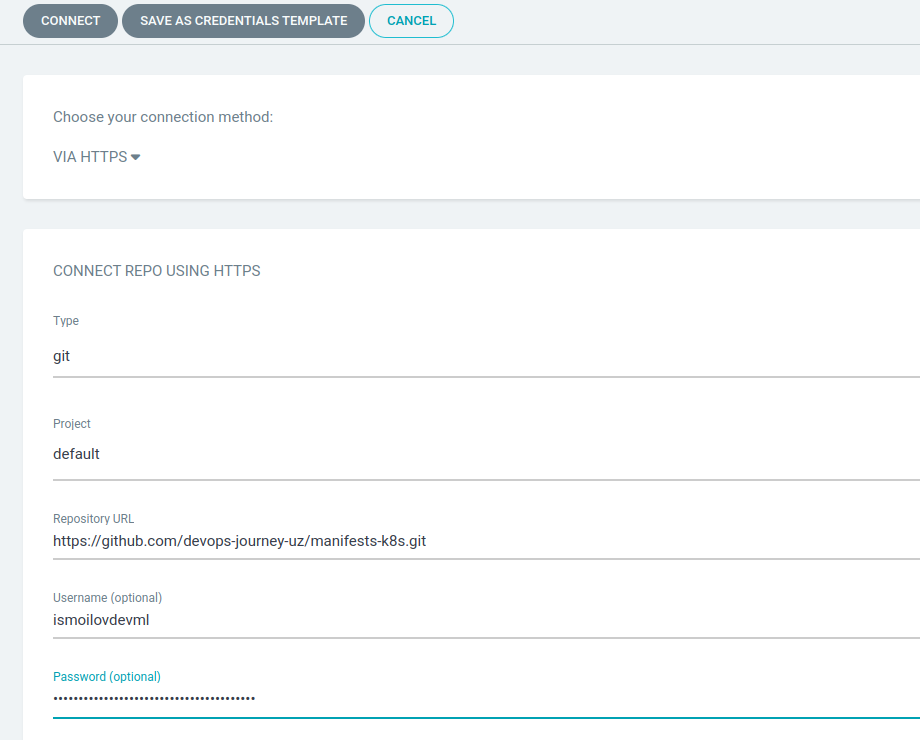 CONNECT SAVE AS CREDENTIALS TEMPLATE CANCEL
Choose your connection method:
VIA HTTPS
CONNECT REPO USING HTTPS
Type
git
Project
default
Repository URL
https://github.com/devops-journey-uz/manifests-k8s.git
Username (optional)
ismoilovdevml
Password (optional)
••••••••••••••••••••••••••••••••••••••••